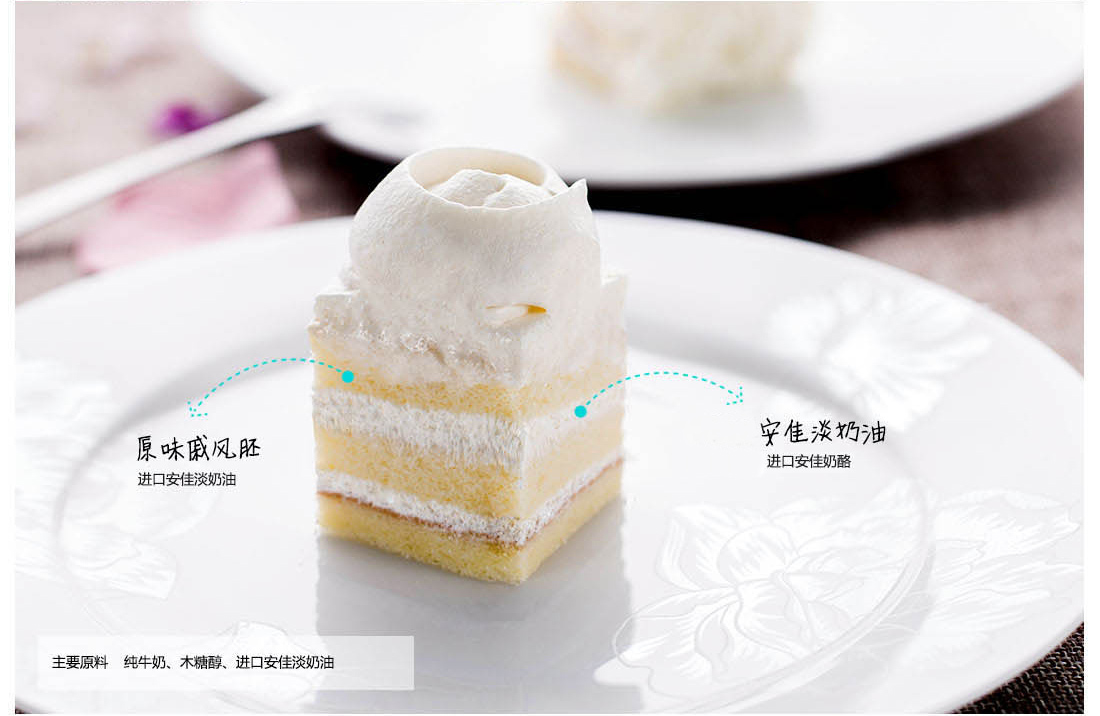 原味戚风胚
进口安佳淡奶油
安佳淡奶油
进口安佳奶酪
主要原料 纯牛奶、木糖醇、进口安佳淡奶油